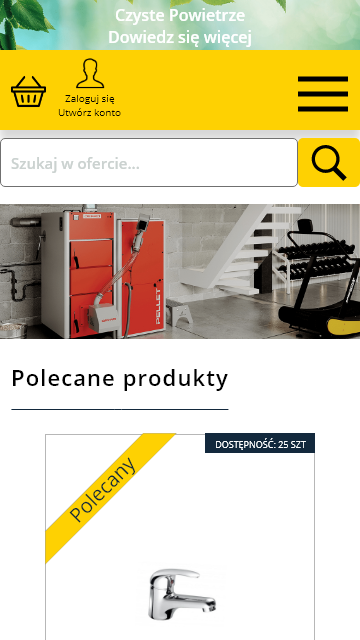 Czyste Powietrze
Dowiedz się więcej
Zaloguj się
Utwórz konto
Szukaj w ofercie...
PELLET
Polecane produkty
DOSTĘPNOŚĆ: 25 SZT
Polecany